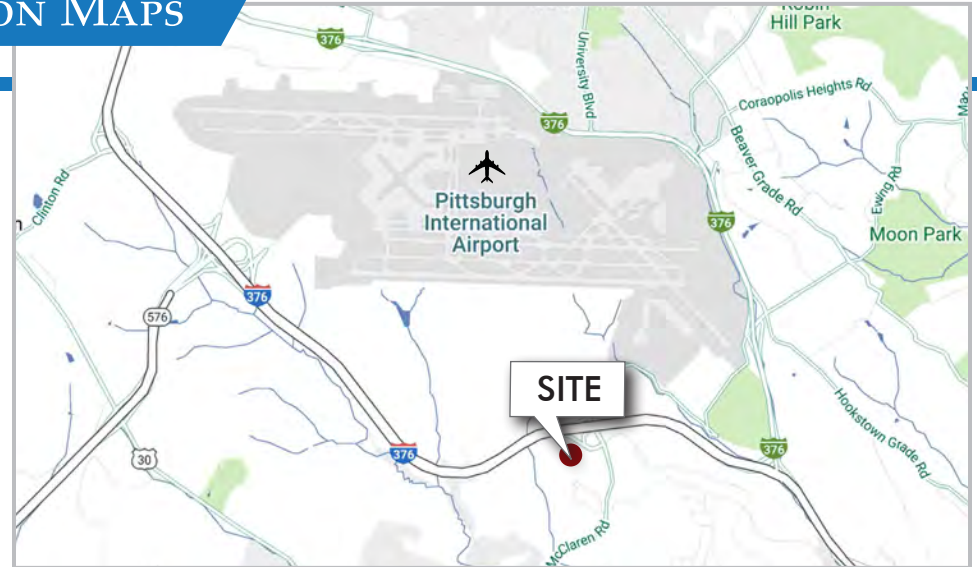 ON MAPS
Robin
Hill Park
376
University Blvd
Coraopolis Heights Rd
376
Beaver Grade Rd
Clinton Rd
Pittsburgh
International
Airport
Ewing Rd
376
Moon Park
n
376
576
SITE
Hookstown Grade Rd
30
376
376
McClaren Rd